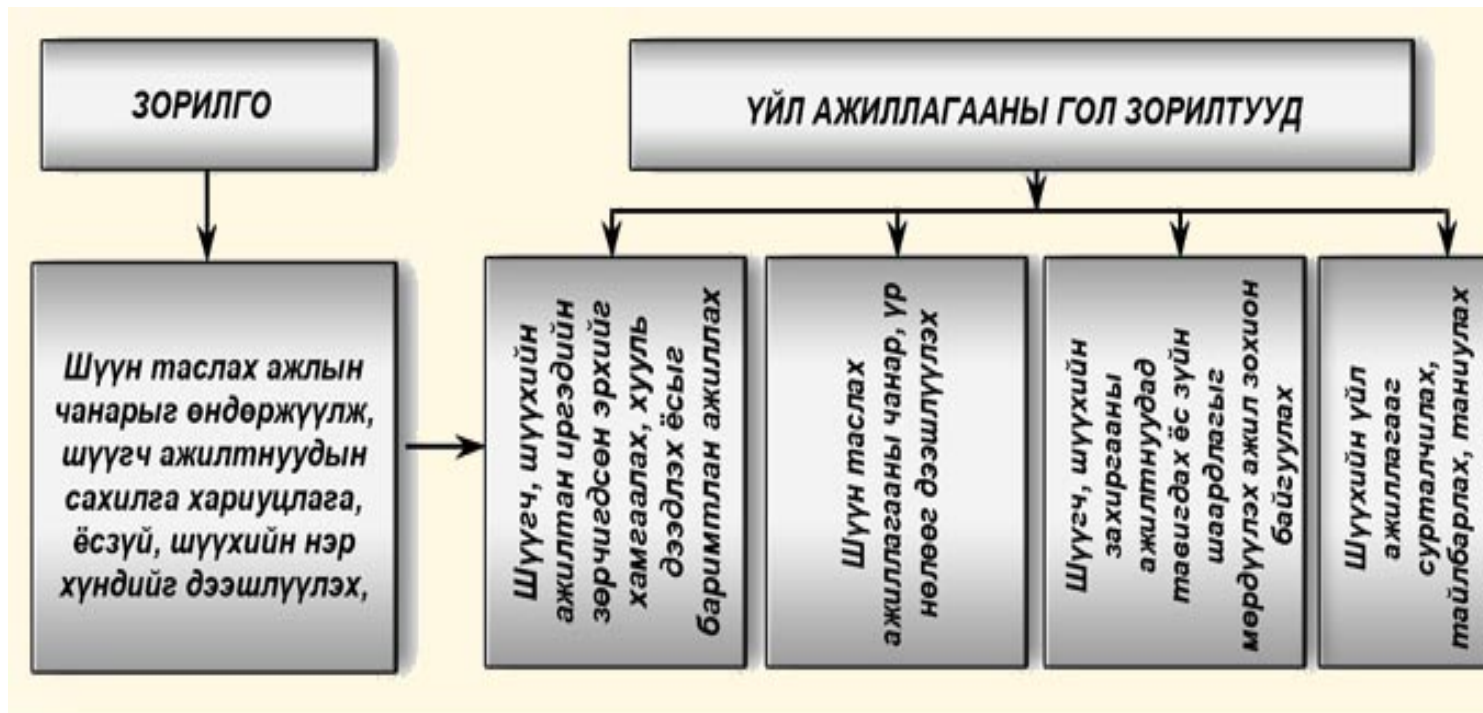 ЗОРИЛГО
ҮЙЛ АЖИЛЛАГААНЫ ГОЛ ЗОРИЛТУУД
Шүүн таслах ажлын
чанарыг өндөржүүлж,
шүүгч ажилтнуудын
сахилга хариуцлага,
ёсзүй, шүүхийн нэр
хүндийг дээшлүүлэх,
Шүүгч, шүүхийн
ажилтан иргэдийн
зөрчигдсөн эрхийг
хамгаалах, хууль
дээдлэх ёсыг
баримтлан ажиллах
Шүүн таслах
ажиллагааны чанар, үр
нөлөөг дээшлүүлэх
Шүүгч, шүүхийн
захиргааны
ажилтнуудад
тавигдах ёс зүйн
шаардлагыг
мөрдүүлэх ажил зохион
байгуулах
Шүүхийн үйл
ажиллагааг
сурталчилах,
тайлбарлах, таниулах